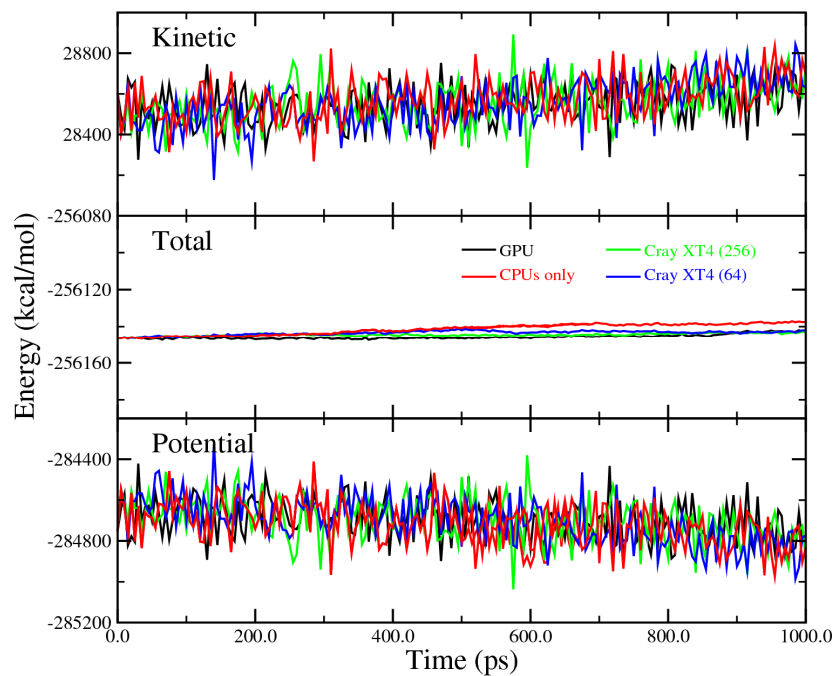 Kinetic
28800
28400
-256080
Total
GPU
Cray XT4 (256)
CPUs only
Cray XT4 (64)
-256120
-256160
Energy (kcal/mol)
Potential
-284400
-284800
-285200
0.0 200.0 400.0 600.0 800.0 1000.0
Time (ps)